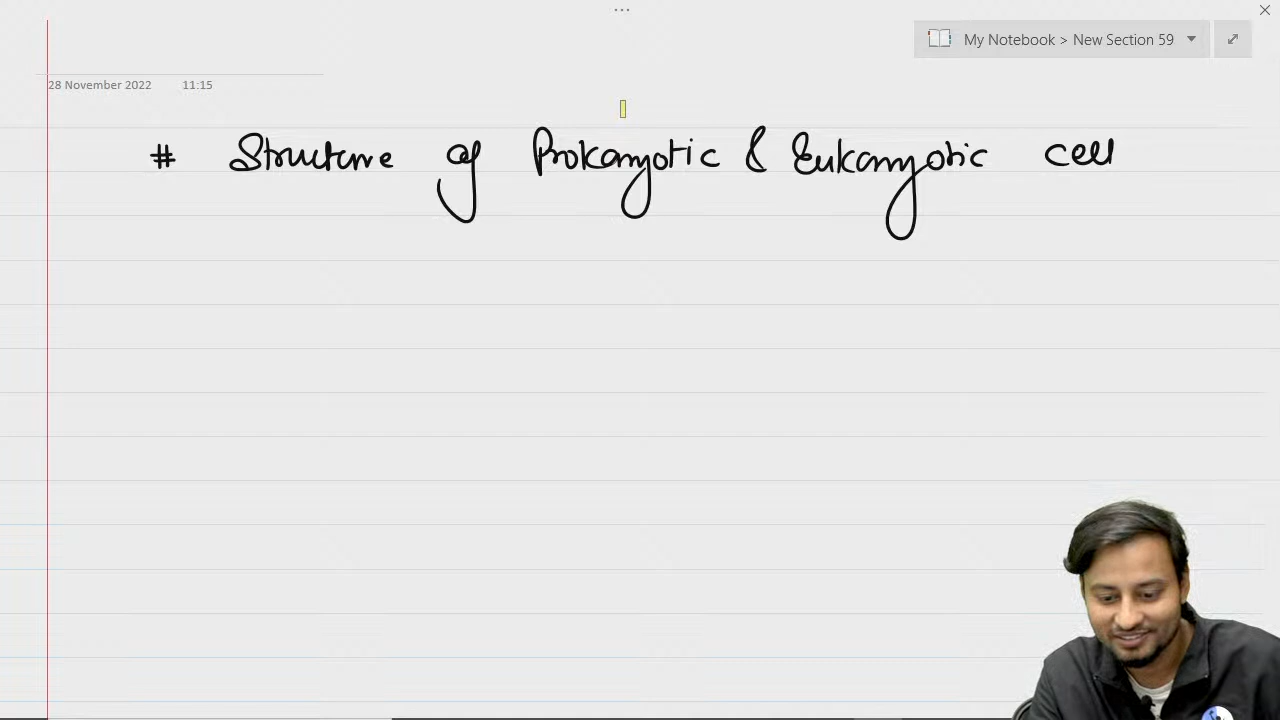 ...
My Notebook > New Section 59
28 November 2022 11:15
# Structure of Prokaryotic & Eukaryotic cell